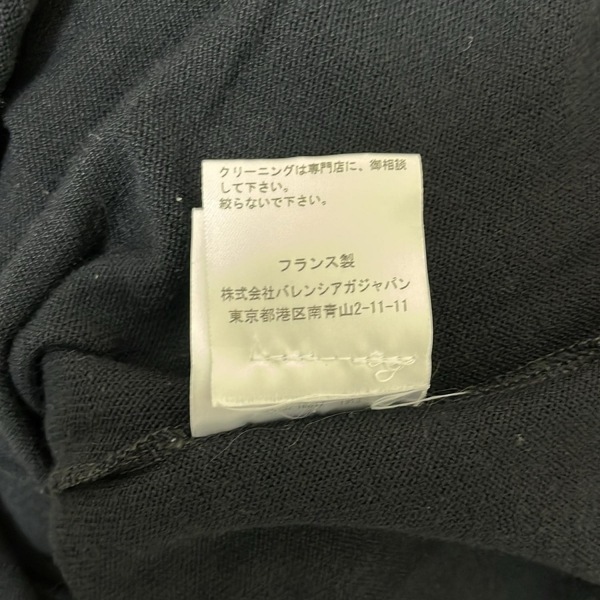 クリーニングは専門店に、御相談
して下さい。
絞らないで下さい。
フランス製
株式会社バレンシアガジャパン
東京都港区南青山2-11-11